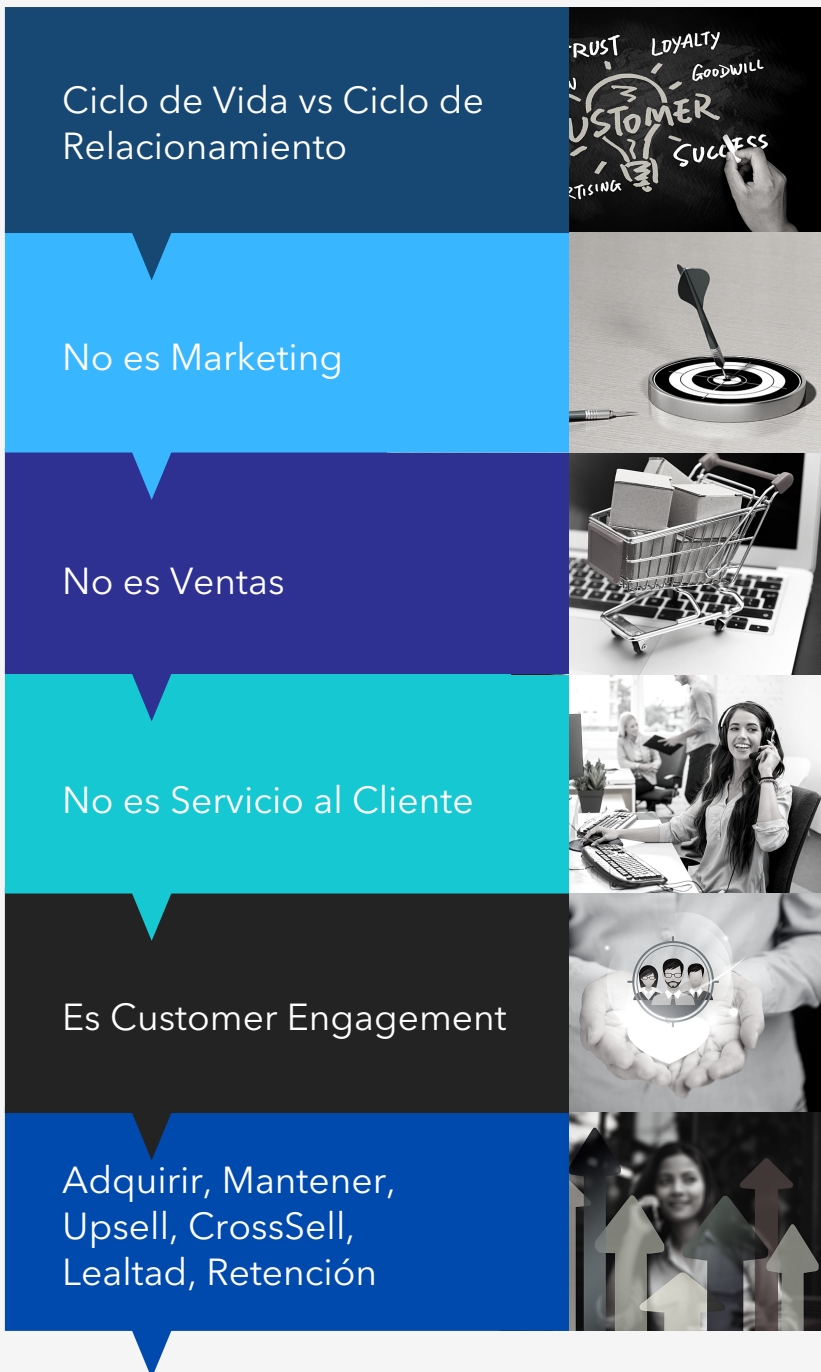 Ciclo de Vida vs Ciclo de
Relacionamiento
RUST
LOYALTY
GOODWILL
N
USTOMER
SUCCESS
RTISING
No es Marketing
No es Ventas
No es Servicio al Cliente
Es Customer Engagement
Adquirir, Mantener,
Upsell, CrossSell,
Lealtad, Retención